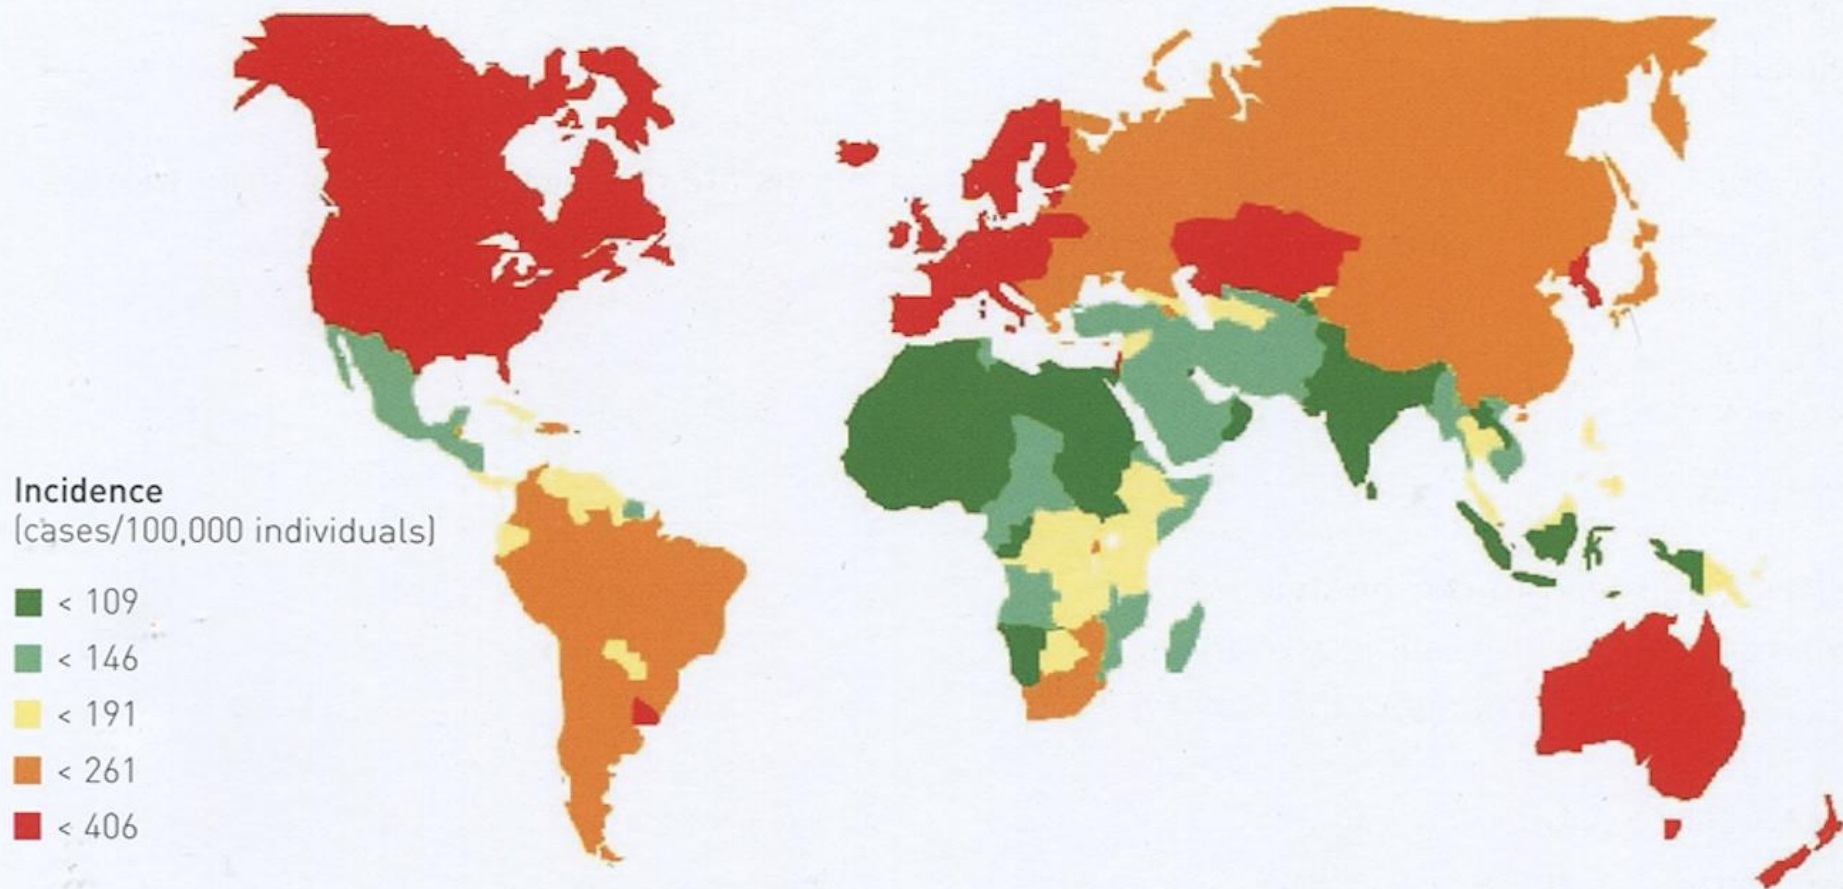 Incidence
(cases/100,000 individuals)
< 109
< 146
< 191
< 261
< 406